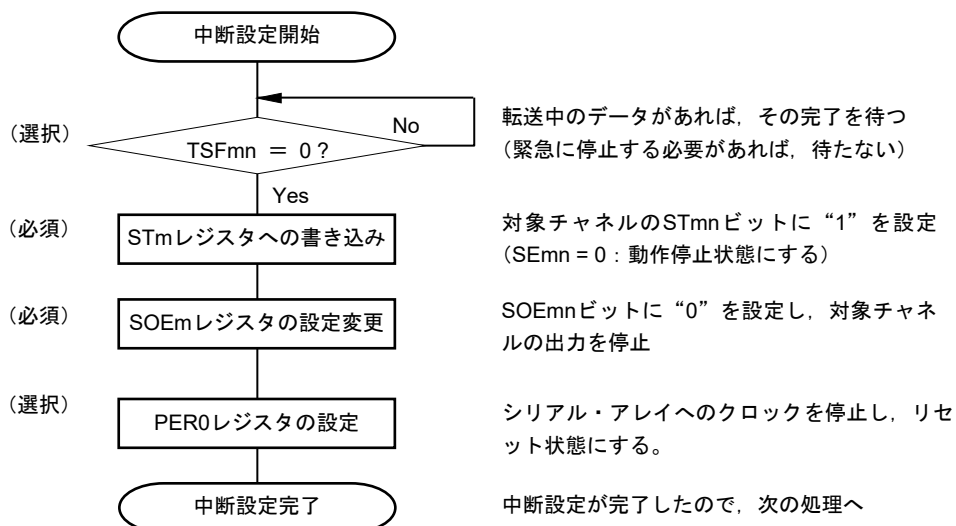 中断設定開始
（選択）
TSFmn ＝ 0？
No
転送中のデータがあれば，その完了を待つ
（緊急に停止する必要があれば，待たない）
Yes
（必須）
STmレジスタへの書き込み
対象チャネルのSTmnビットに“1”を設定
（SEmn = 0：動作停止状態にする）
（必須）
SOEmレジスタの設定変更
SOEmnビットに“0”を設定し，対象チャネ
ルの出力を停止
（選択）
PER0レジスタの設定
シリアル・アレイへのクロックを停止し，リセ
ット状態にする。
中断設定完了
中断設定が完了したので，次の処理へ